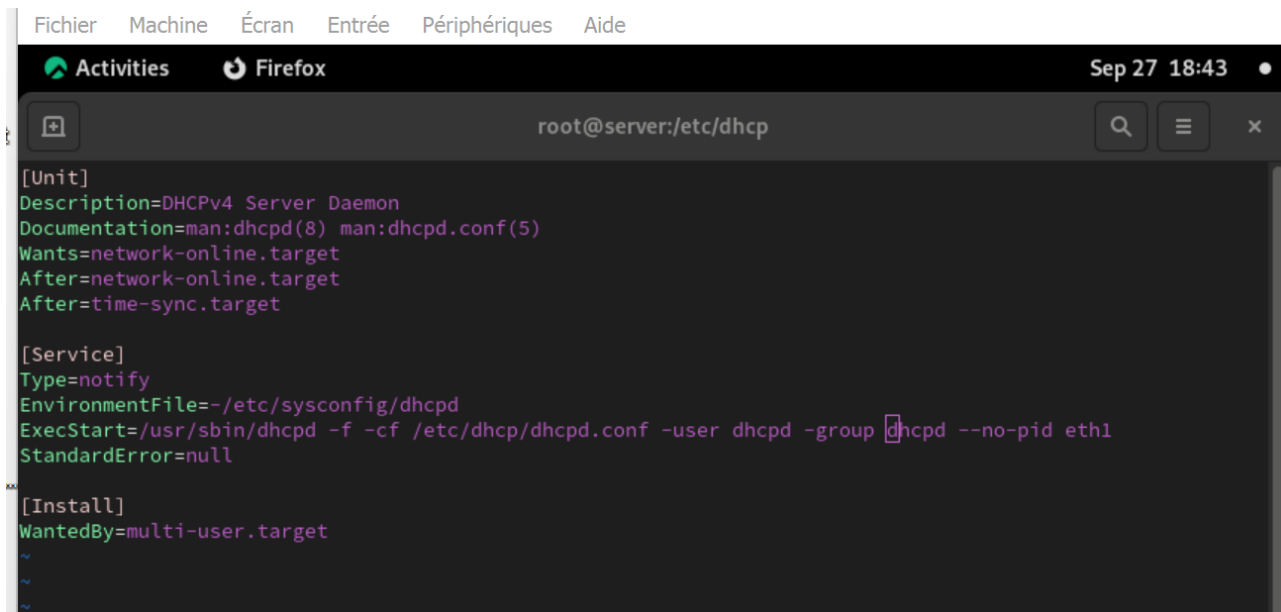 Fichier Machine Écran Entrée Périphériques Aide
Activities Firefox Sep 27 18:43
root@server:/etc/dhcp
[Unit]
Description=DHCPv4 Server Daemon
Documentation=man:dhcpd(8) man:dhcpd.conf(5)
Wants=network-online.target
After=network-online.target
After=time-sync.target
[Service]
Type=notify
EnvironmentFile=-/etc/sysconfig/dhcpd
ExecStart=/usr/sbin/dhcpd -f -cf /etc/dhcp/dhcpd.conf -user dhcpd -group dhcpd --no-pid eth1
StandardError=null
[Install]
WantedBy=multi-user.target
~
~
~